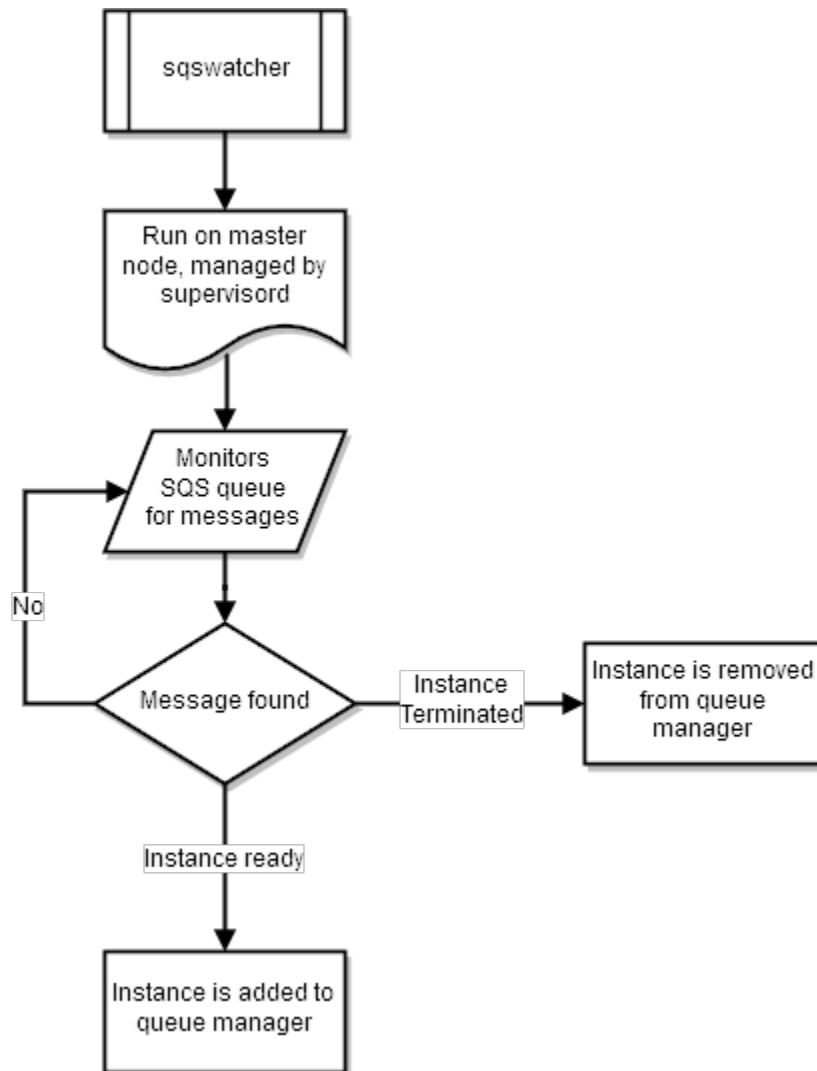 sqswatcher
Run on master
node, managed by
supervisord
Monitors
SQS queue
for messages
No
Message found
Instance
Terminated
Instance is removed
from queue
manager
Instance ready
Instance is added to
queue manager